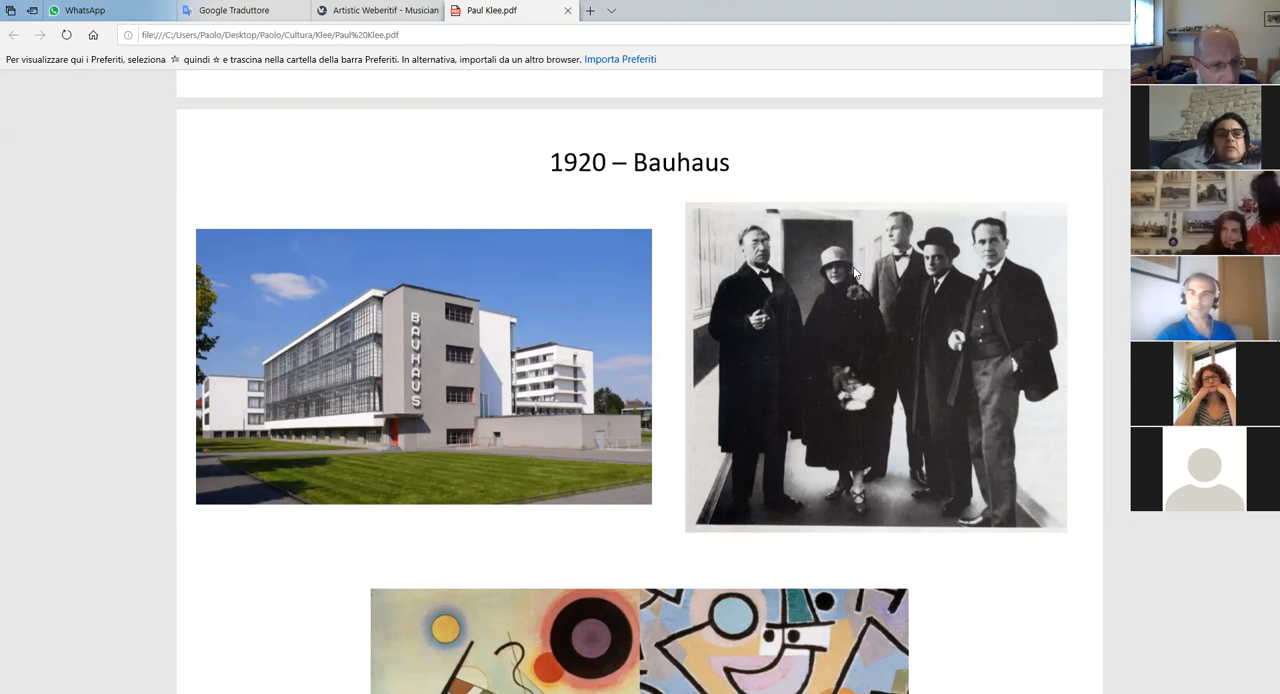 WhatsApp
Google Traduttore
Artistic Weberitif - Musician
Paul Klee.pdf
file:///C:/Users/Paolo/Desktop/Paolo/Cultura/Klee/Paul%20Klee.pdf
Per visualizzare qui i Preferiti, seleziona quindi e trascina nella cartella della barra Preferiti. In alternativa, importali da un altro browser. Importa Preferiti
1920 – Bauhaus
BAUHAUS